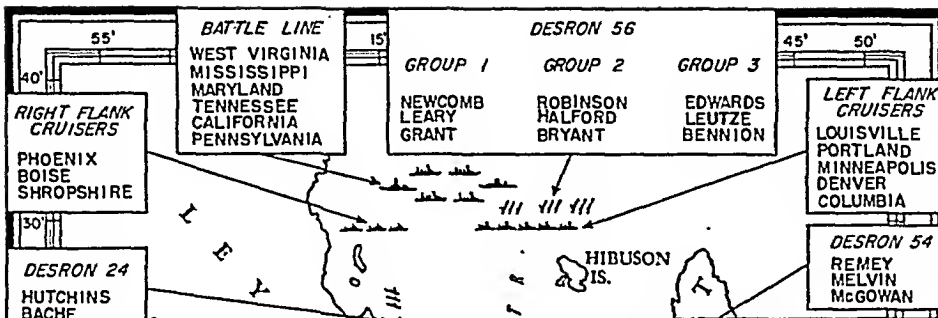 BATTLE LINE
WEST VIRGINIA
MISSISSIPPI
MARYLAND
TENNESSEE
CALIFORNIA
PENNSYLVANIA
DESRON 56
GROUP 1
NEWCOMB
LEARY
GRANT
GROUP 2
ROBINSON
HALFORD
BRYANT
GROUP 3
EDWARDS
LEUTZE
BENNION
55'
15'
45'
50'
40'
30'
RIGHT FLANK
CRUISERS
PHOENIX
BOISE
SHROPSHIRE
LEFT FLANK
CRUISERS
LOUISVILLE
PORTLAND
MINNEAPOLIS
DENVER
COLUMBIA
DESRON 24
HUTCHINS
BACHE
DESRON 54
REMEY
MELVIN
McGOWAN
HIBUSON
IS.
L E Y
T R